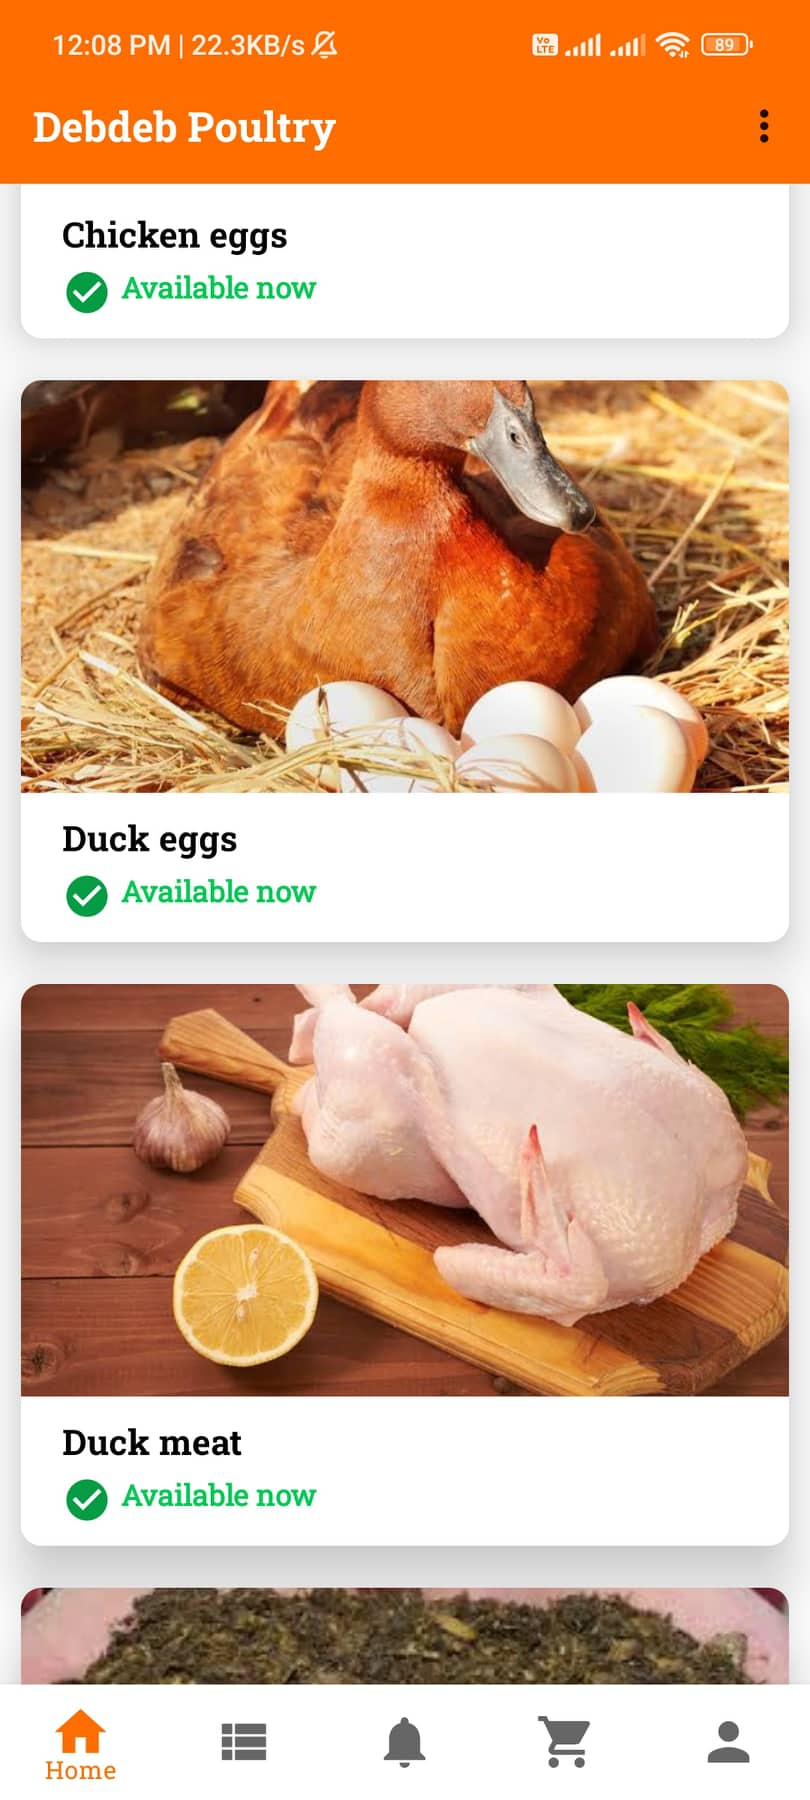 12:08 PM | 22.3KB/s
Vo LTE
89
Debdeb Poultry
Chicken eggs
Available now
Duck eggs
Available now
Duck meat
Available now
Home